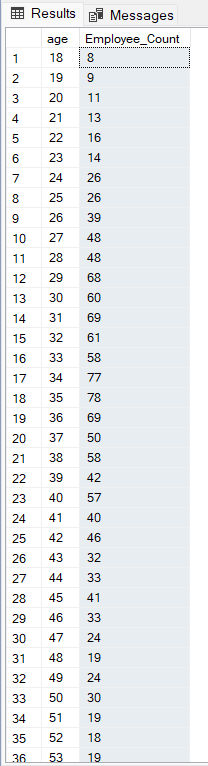 Results Messages
age Employee_Count
1 18 8
2 19 9
3 20 11
4 21 13
5 22 16
6 23 14
7 24 26
8 25 26
9 26 39
10 27 48
11 28 48
12 29 68
13 30 60
14 31 69
15 32 61
16 33 58
17 34 77
18 35 78
19 36 69
20 37 50
21 38 58
22 39 42
23 40 57
24 41 40
25 42 46
26 43 32
27 44 33
28 45 41
29 46 33
30 47 24
31 48 19
32 49 24
33 50 30
34 51 19
35 52 18
36 53 19